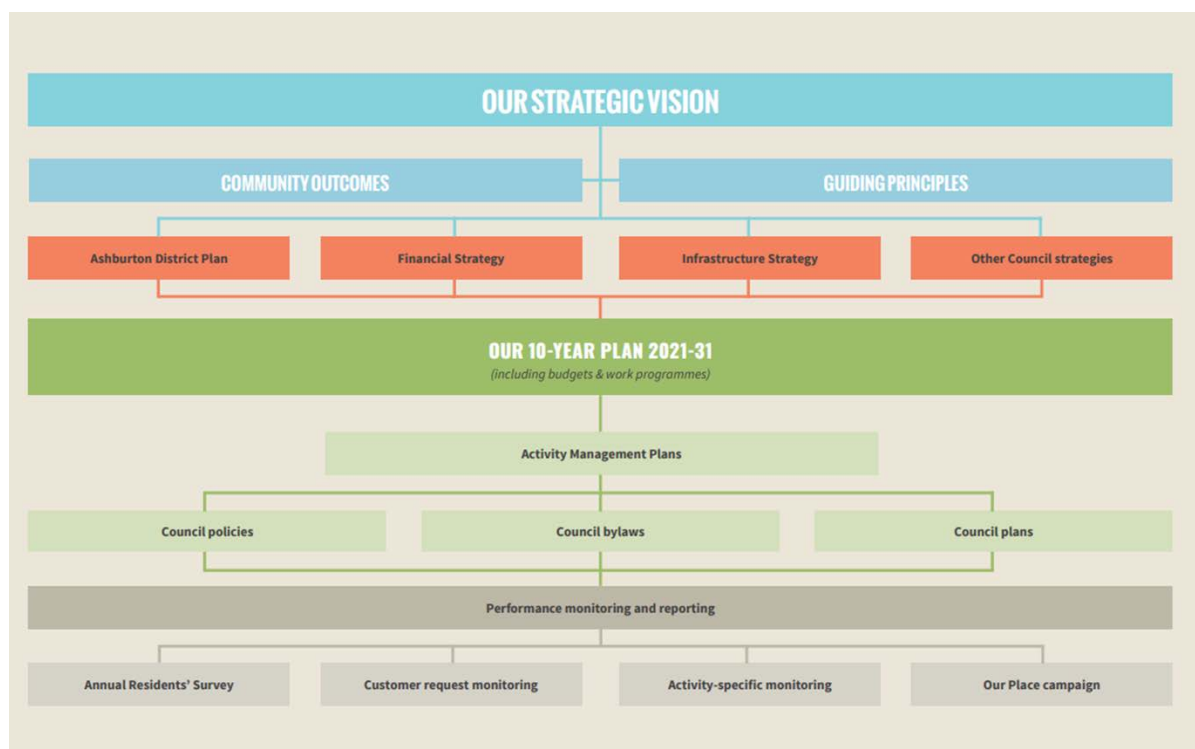 OUR STRATEGIC VISION
COMMUNITY OUTCOMES
GUIDING PRINCIPLES
Ashburton District Plan
Financial Strategy
Infrastructure Strategy
Other Council strategies
OUR 10-YEAR PLAN 2021-31
(including budgets & work programmes)
Activity Management Plans
Council policies
Council bylaws
Council plans
Performance monitoring and reporting
Annual Residents’ Survey
Customer request monitoring
Activity-specific monitoring
Our Place campaign